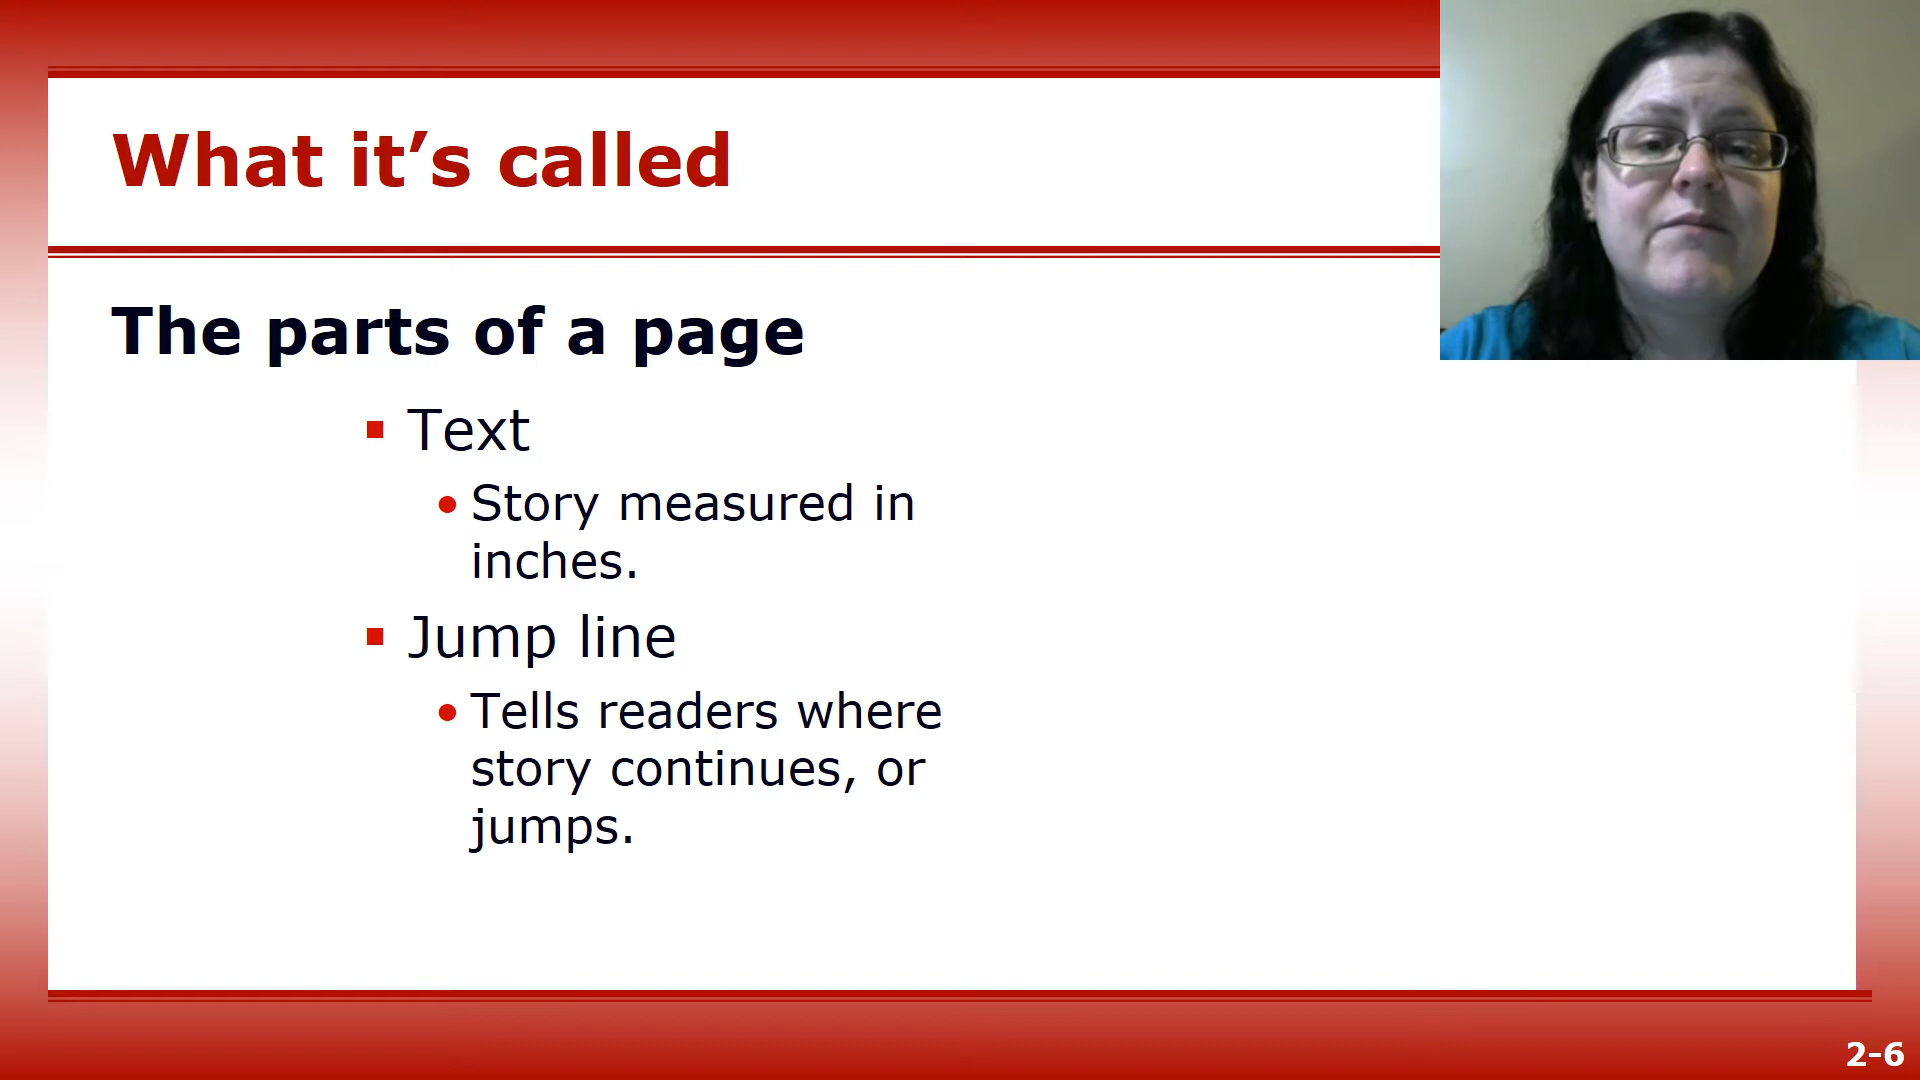 What it’s called
The parts of a page
Text
Story measured in
inches.
Jump line
Tells readers where
story continues, or
jumps.
2-6